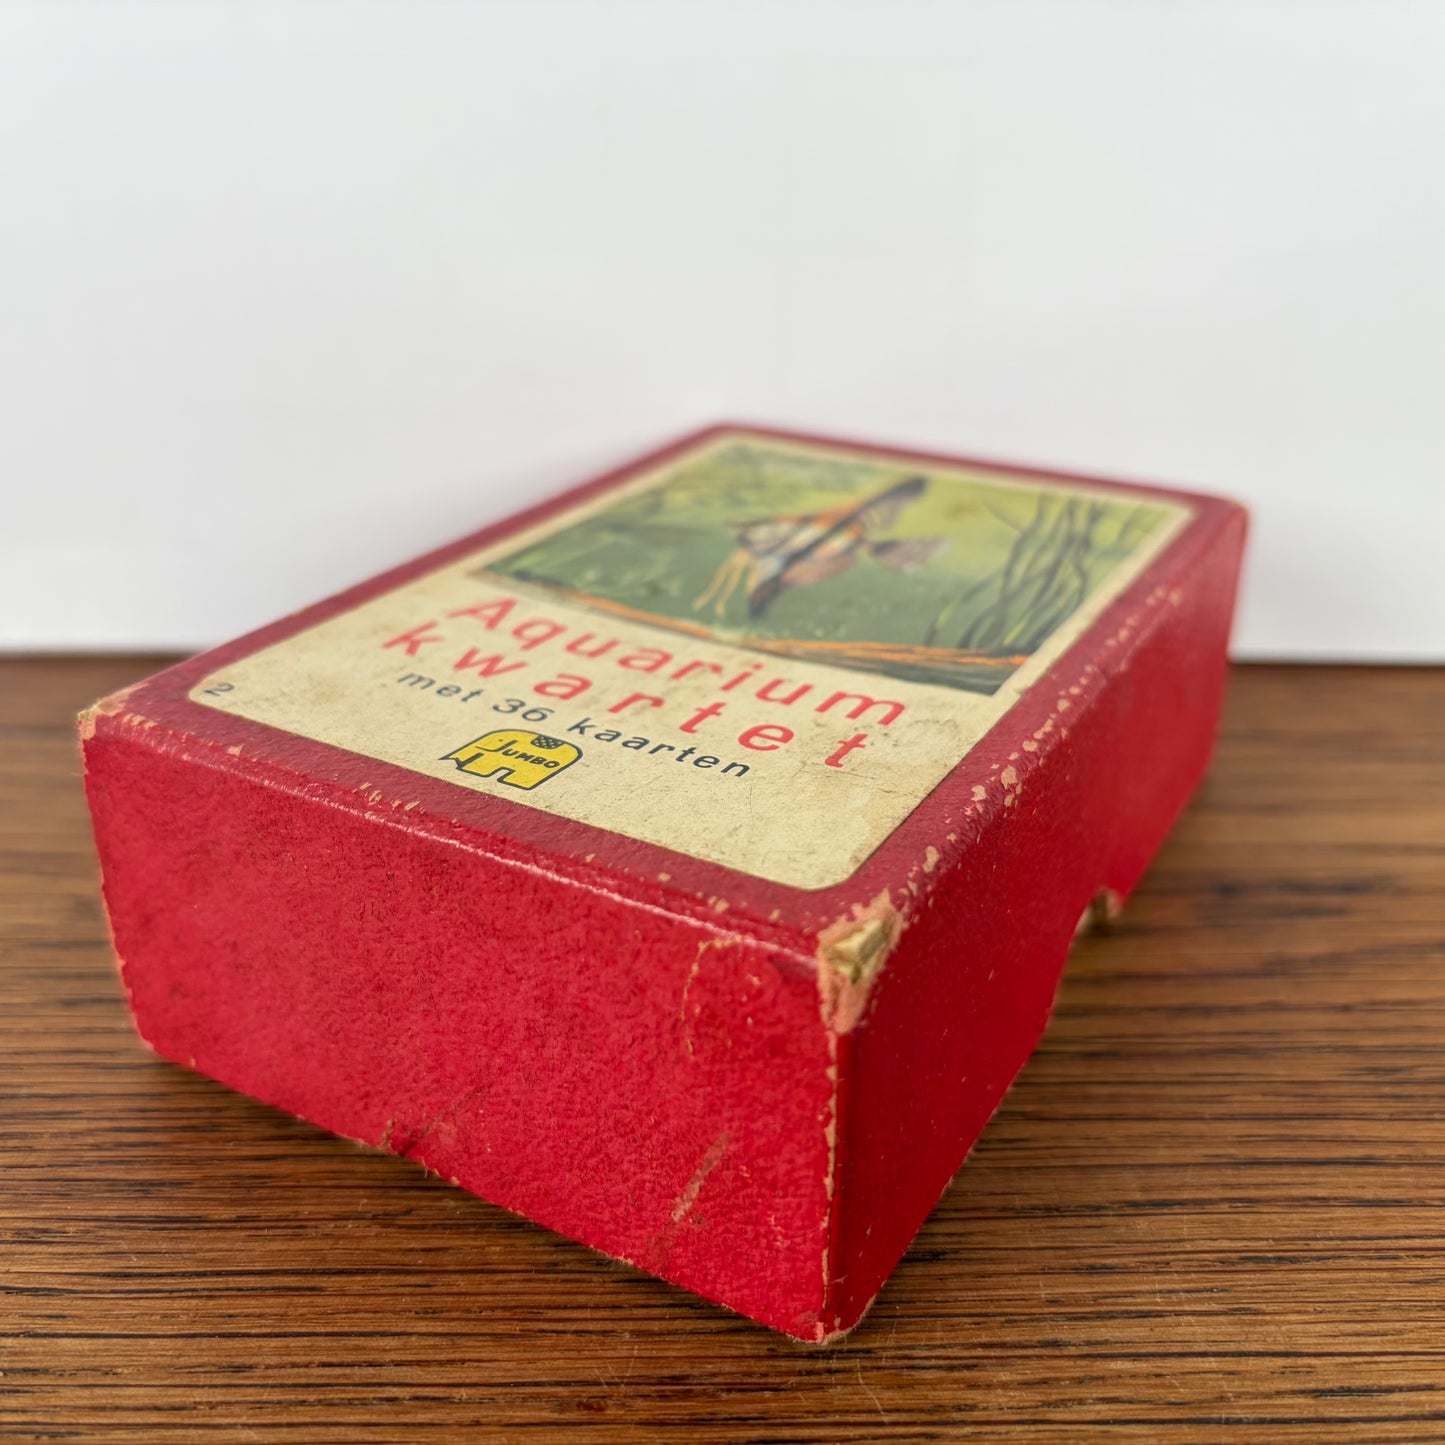 Aquarium
kwartet
met 36 kaarten
2
JUMBO